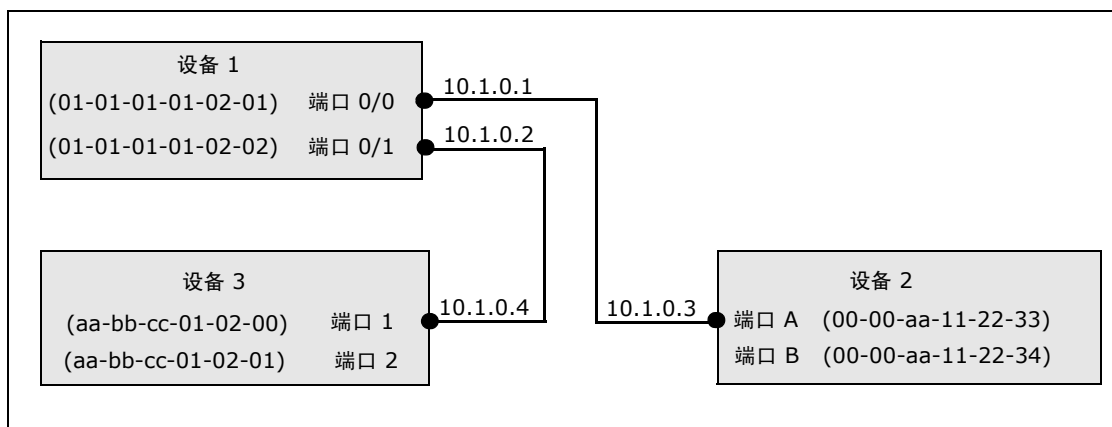 设备 1
(01-01-01-01-02-01) 端口 0/0
(01-01-01-01-02-02) 端口 0/1
10.1.0.1
10.1.0.2
设备 3
(aa-bb-cc-01-02-00) 端口 1
(aa-bb-cc-01-02-01) 端口 2
10.1.0.4
10.1.0.3
设备 2
端口 A (00-00-aa-11-22-33)
端口 B (00-00-aa-11-22-34)